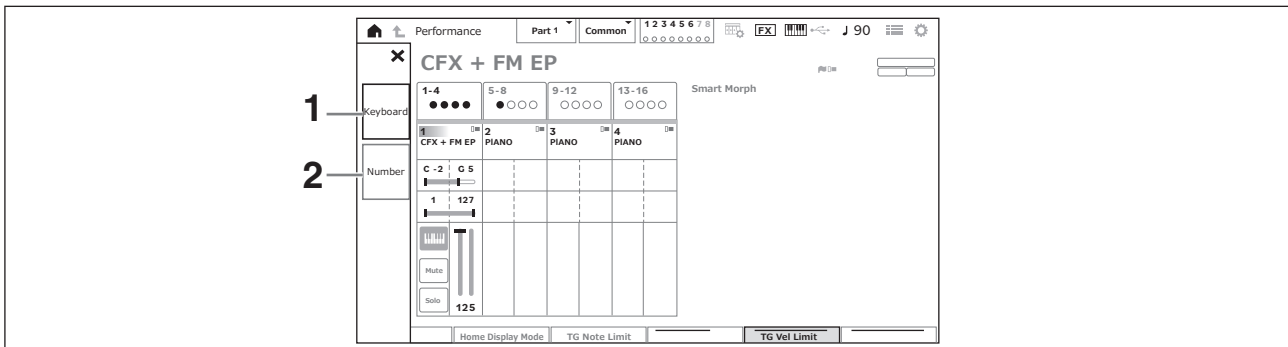 Performance
Part 1
Common
1 2 3 4 5 6 7 8
FX
90
CFX + FM EP
1
Keyboard
2
Number
1-4
5-8
9-12
13-16
Smart Morph
1
CFX + FM EP
2
PIANO
3
PIANO
4
PIANO
C -2
G 5
1
127
Mute
Solo
125
Home Display Mode
TG Note Limit
TG Vel Limit